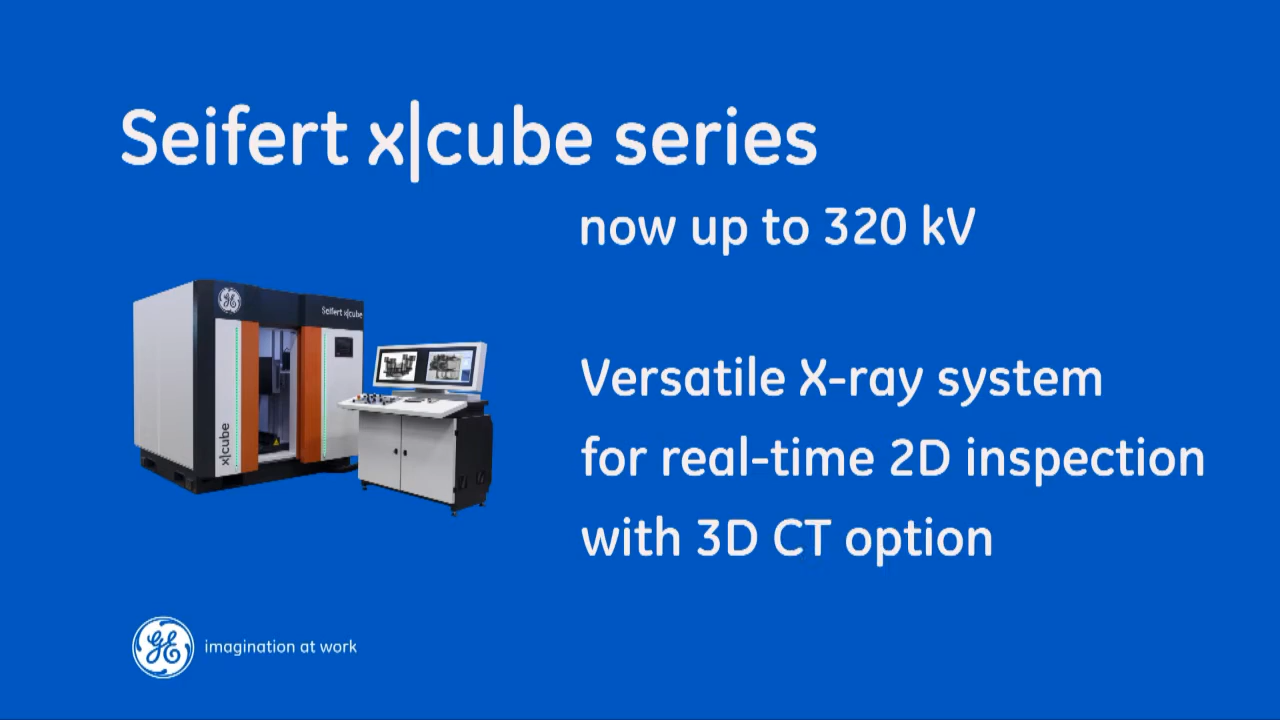 Seifert x|cube series
now up to 320 kV
GE
Seifert x|cube
x|cube
Versatile X-ray system
for real-time 2D inspection
with 3D CT option
GE
imagination at work